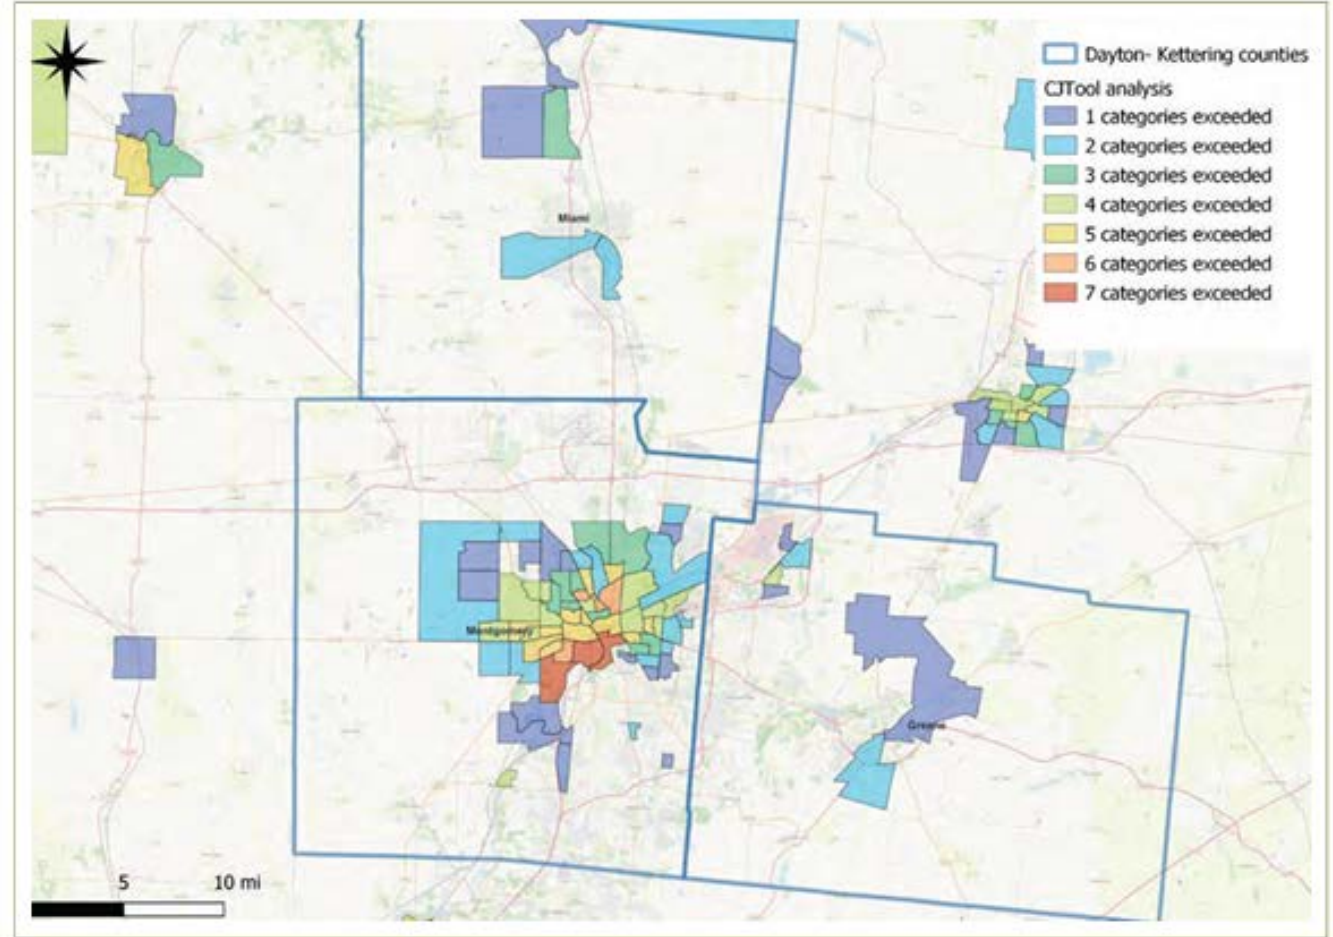 Dayton- Kettering counties
CJTool analysis
1 categories exceeded
2 categories exceeded
3 categories exceeded
4 categories exceeded
5 categories exceeded
6 categories exceeded
7 categories exceeded
Miami
Montgomery
Greene
5 10 mi